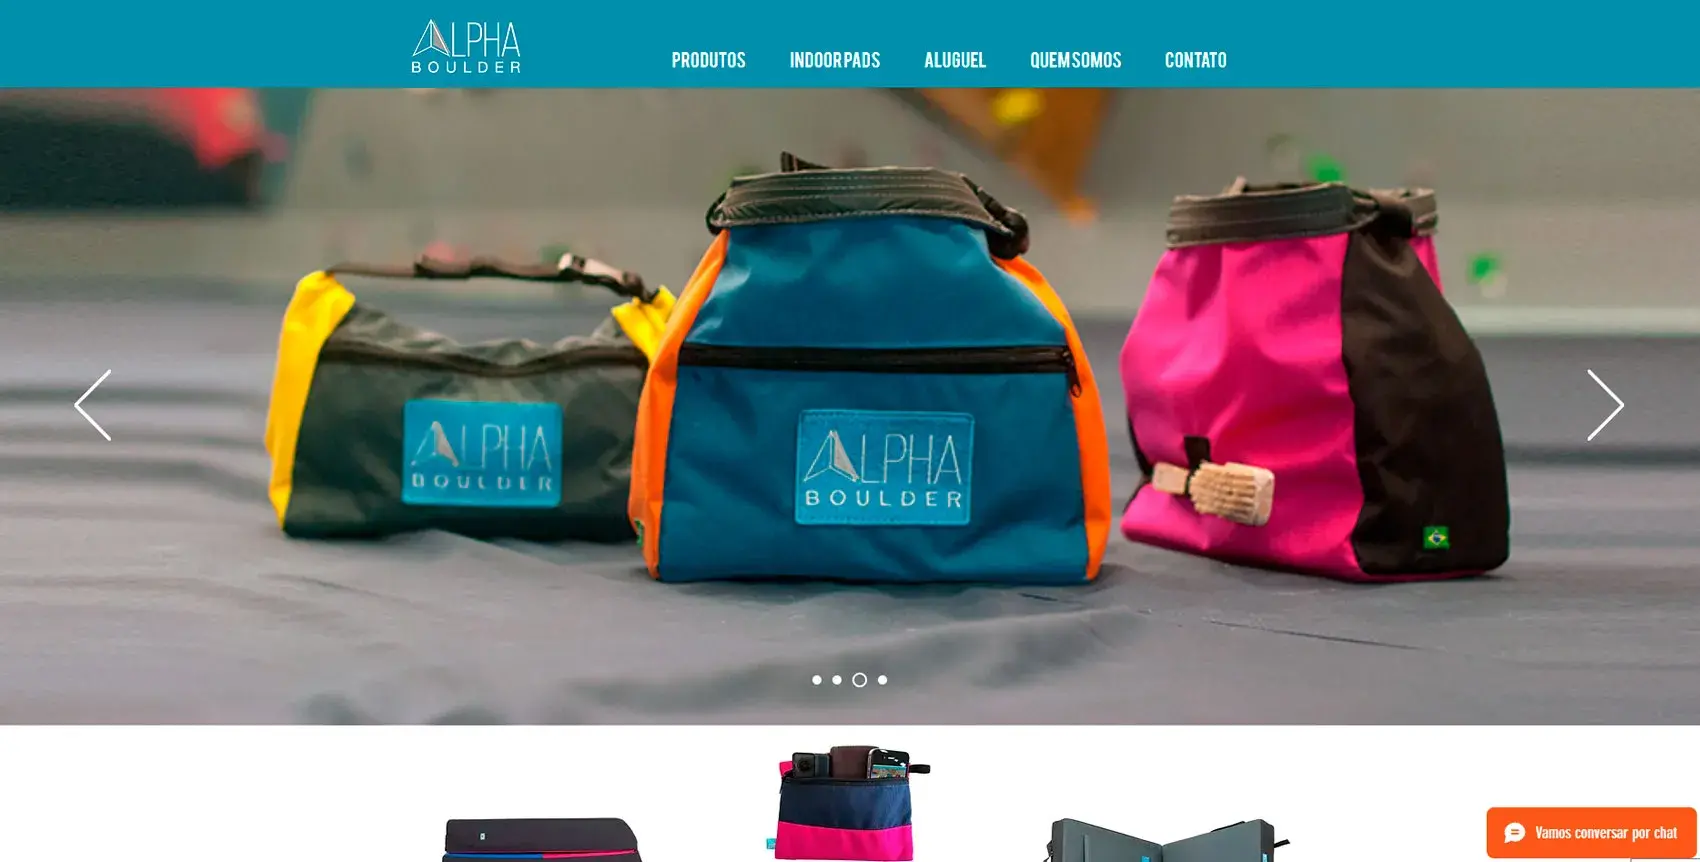 ALPHA
BOULDER
PRODUTOS
INDOOR PADS
ALUGUEL
QUEM SOMOS
CONTATO
ALPHA
BOULDER
ALPHA
BOULDER
Vamos conversar por chat